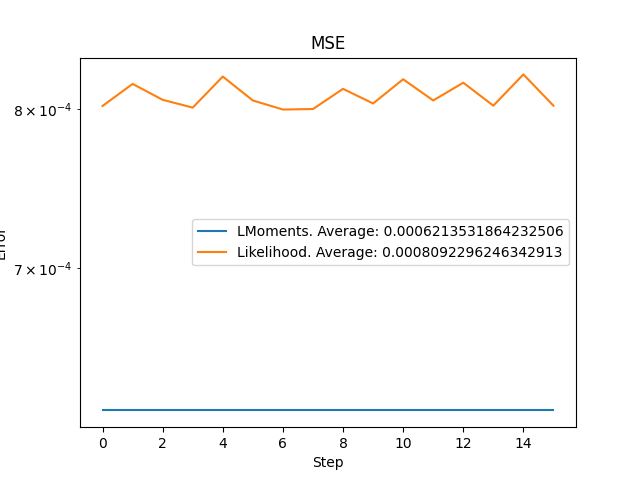 MSE
8 × 10⁻⁴
LMoments. Average: 0.0006213531864232506
Likelihood. Average: 0.0008092296246342913
7 × 10⁻⁴
Error
0 2 4 6 8 10 12 14
Step